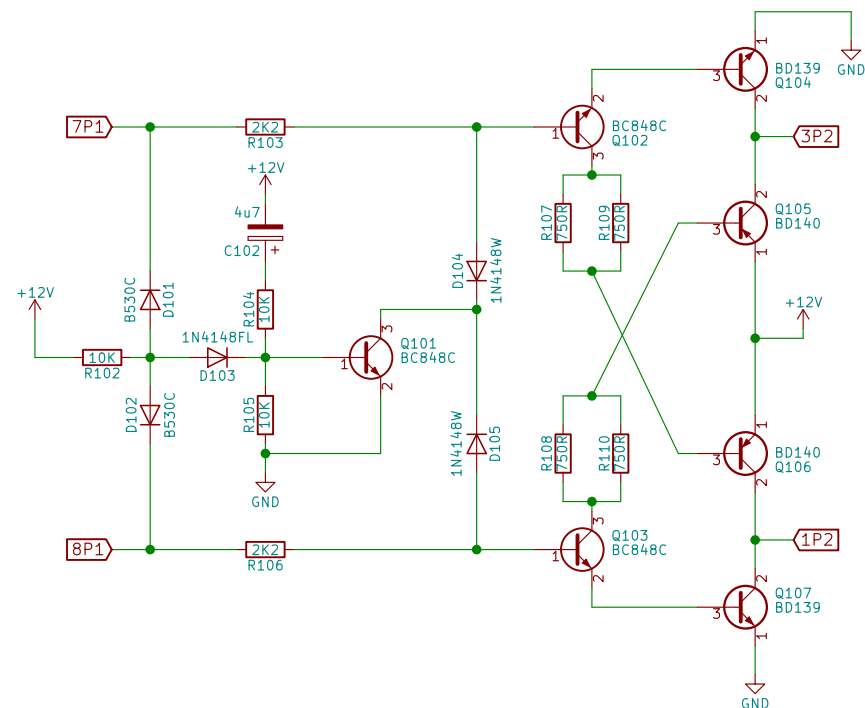 1
BD139
GND
3
Q104
2
2
7P1
2K2
BC848C
R103
1
Q102
3P2
3
+12V
4u7
R107
750R
R109
750R
2
Q105
BD140
3
C102
+
D104
1N4148W
1
B530C
D101
+12V
R104
10K
+12V
1N4148FL
3
Q101
BC848C
10K
R102
D103
1
2
D102
B530C
R105
10K
1N4148W
D105
R108
750R
R110
750R
1
BD140
3
Q106
2
GND
3
Q103
BC848C
8P1
2K2
R106
1
1P2
2
2
Q107
BD139
3
1
GND